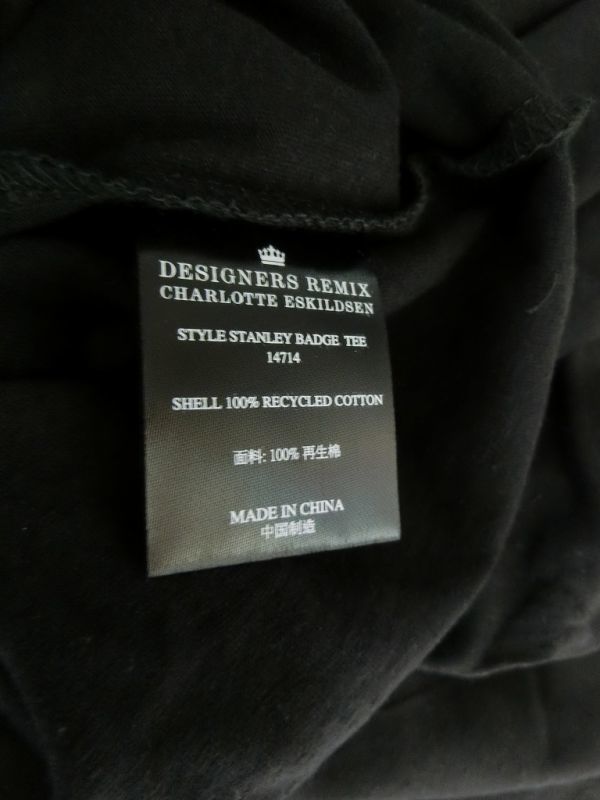 DESIGNERS REMIX
CHARLOTTE ESKILDSEN
STYLE STANLEY BADGE TEE
14714
SHELL 100% RECYCLED COTTON
面料: 100% 再生棉
MADE IN CHINA
中国制造